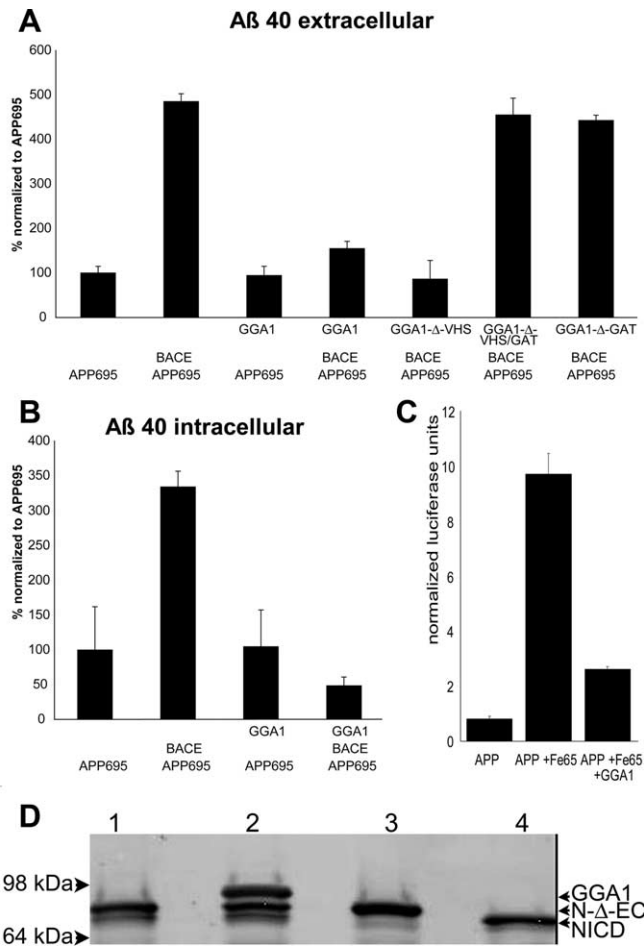 A
Aß 40 extracellular
% normalized to APP695
600
500
400
300
200
100
0
GGA1 GGA1 GGA1-Δ-VHS GGA1-Δ- GGA1-Δ-GAT
VHS/GAT
BACE BACE BACE BACE BACE
APP695 APP695 APP695 APP695 APP695 APP695 APP695
B
Aß 40 intracellular
% normalized to APP695
400
350
300
250
200
150
100
50
0
GGA1 GGA1
BACE BACE
APP695 APP695 APP695 APP695
C
normalized luciferase units
12
10
8
6
4
2
0
APP APP +Fe65 APP +Fe65
+GGA1
D
1 2 3 4
98 kDa
64 kDa
GGA1
N-Δ-EC
NICD